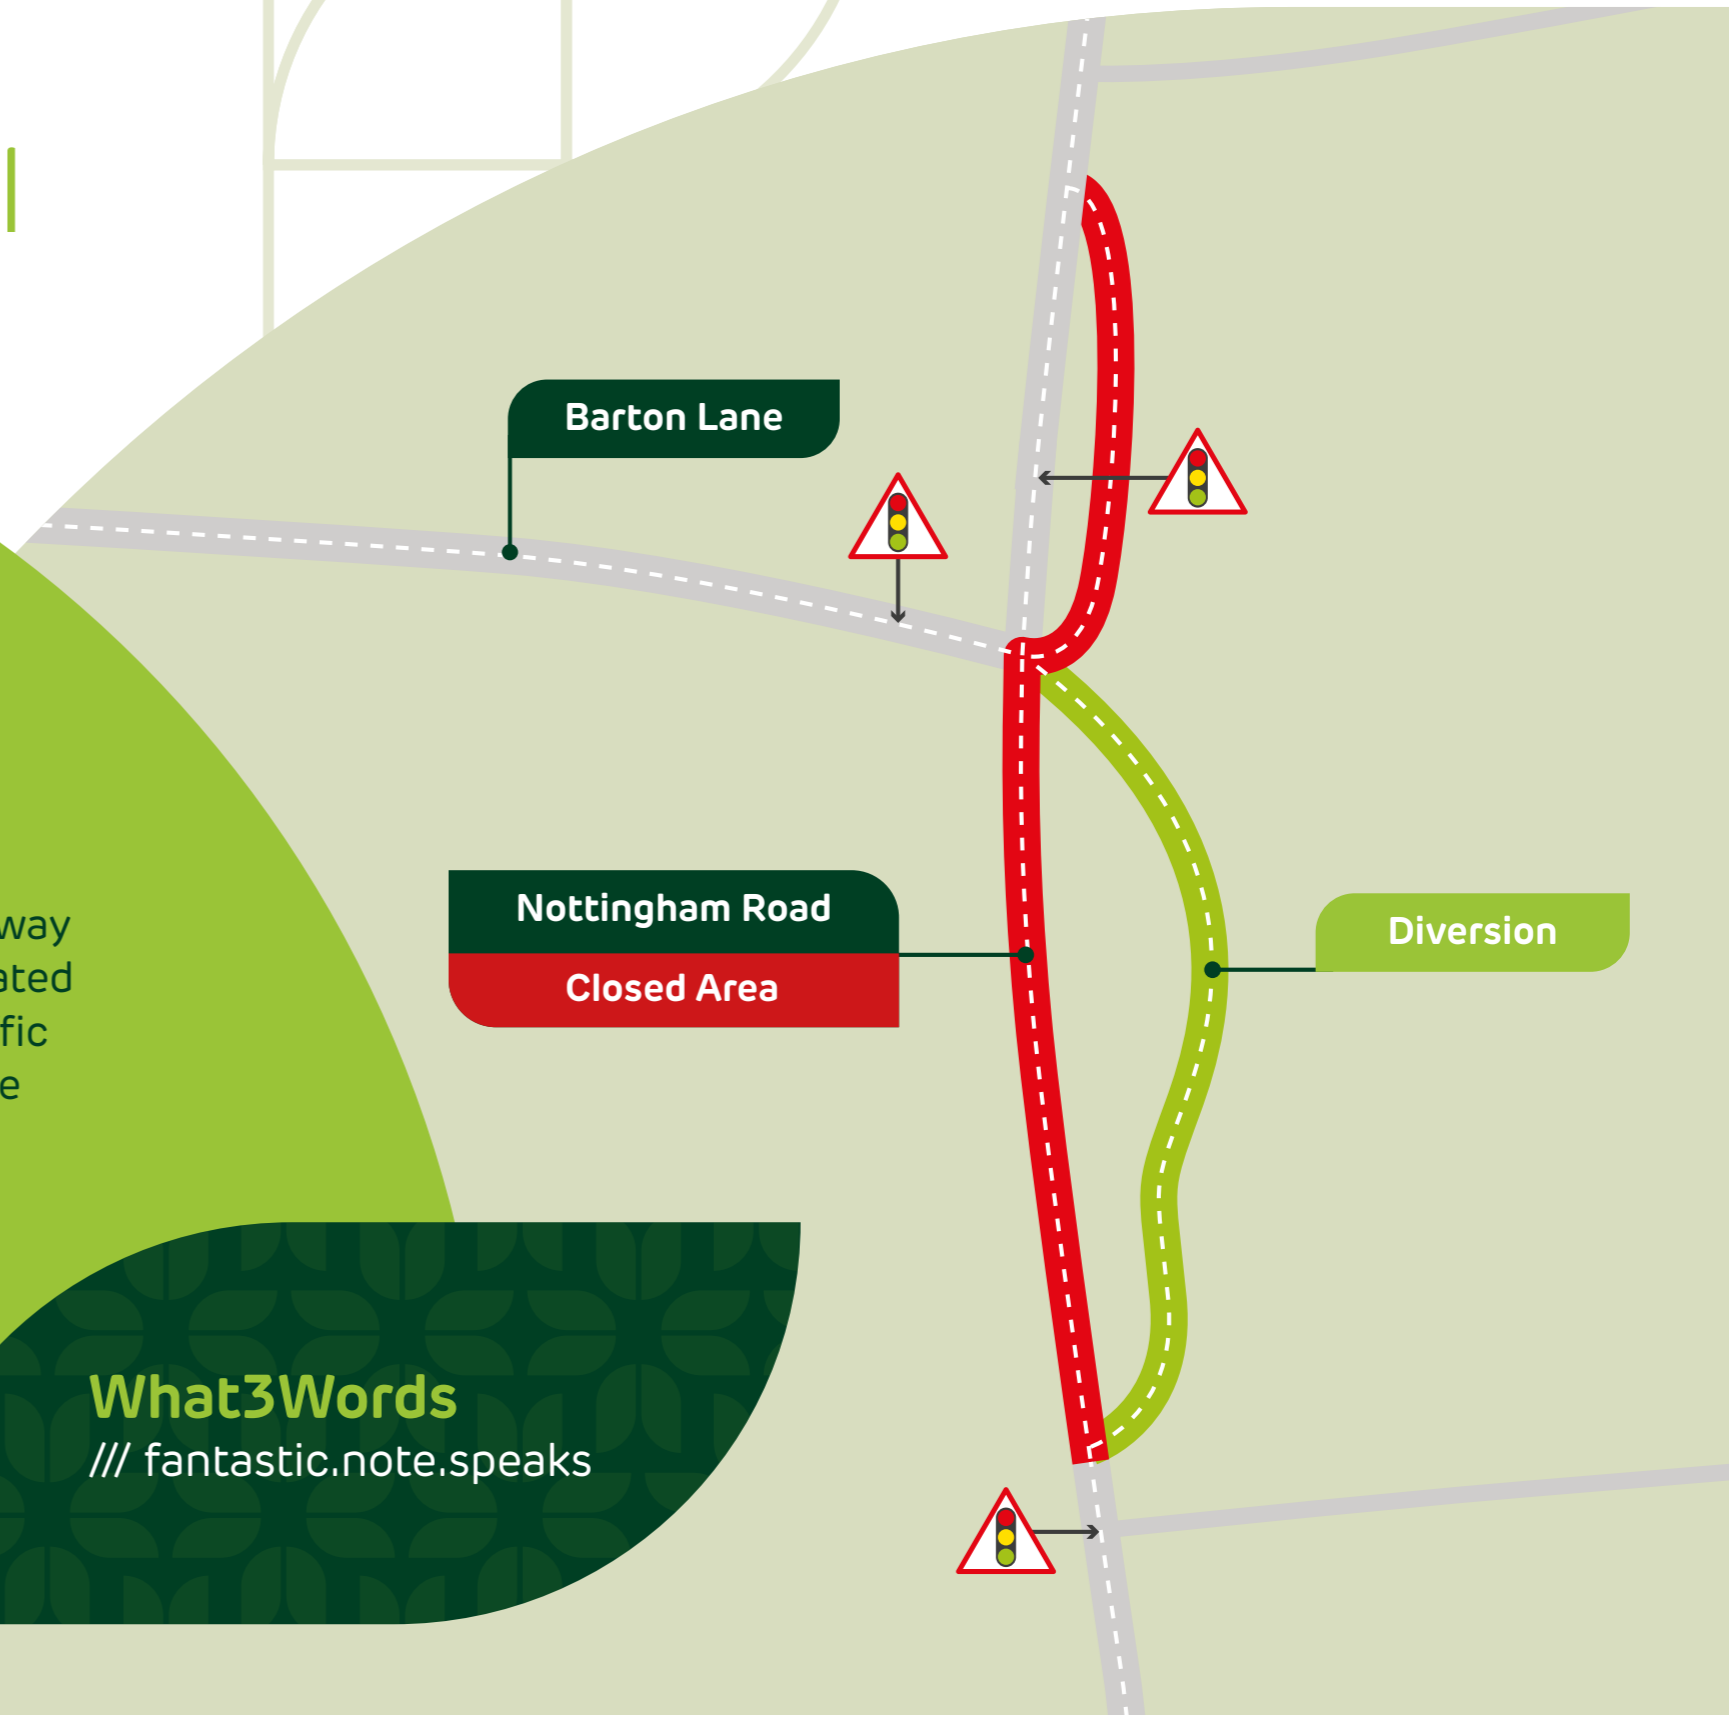 Barton Lane
Nottingham Road
Closed Area
Diversion
way
ated
fic
e
What3Words
/// fantastic.note.speaks